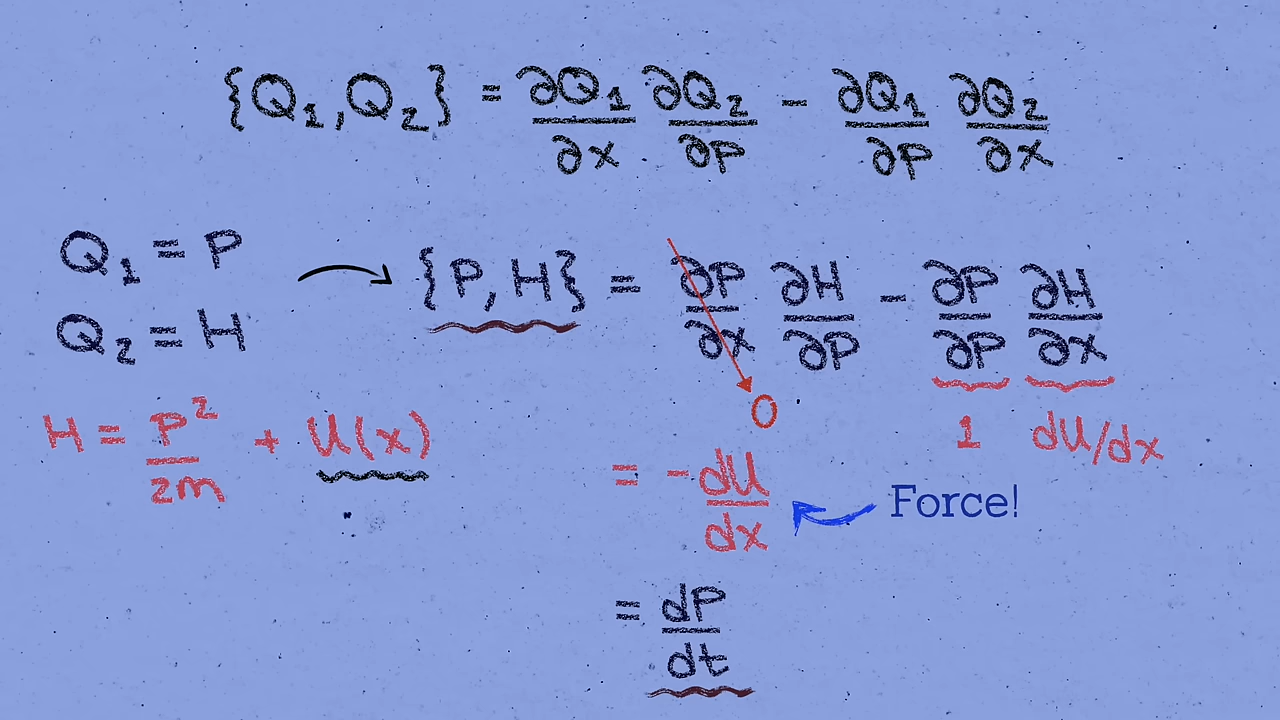 {Q₁,Q₂} = ∂Q₁/∂x ∂Q₂/∂p − ∂Q₁/∂p ∂Q₂/∂x
Q₁ = P
Q₂ = H
{P,H} = ∂P/∂x ∂H/∂P − ∂P/∂P ∂H/∂x
0
1 dU/dx
H = P²/2m + U(x)
= −dU/dx
Force!
= dP/dt